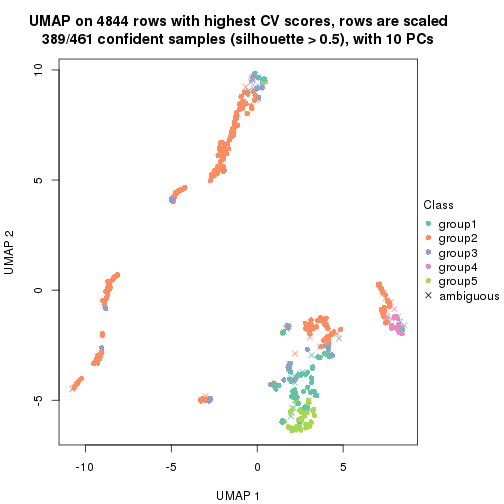 UMAP on 4844 rows with highest CV scores, rows are scaled
389/461 confident samples (silhouette > 0.5), with 10 PCs
10
5
0
-5
UMAP 2
-10
-5
0
5
UMAP 1
Class
group1
group2
group3
group4
group5
ambiguous